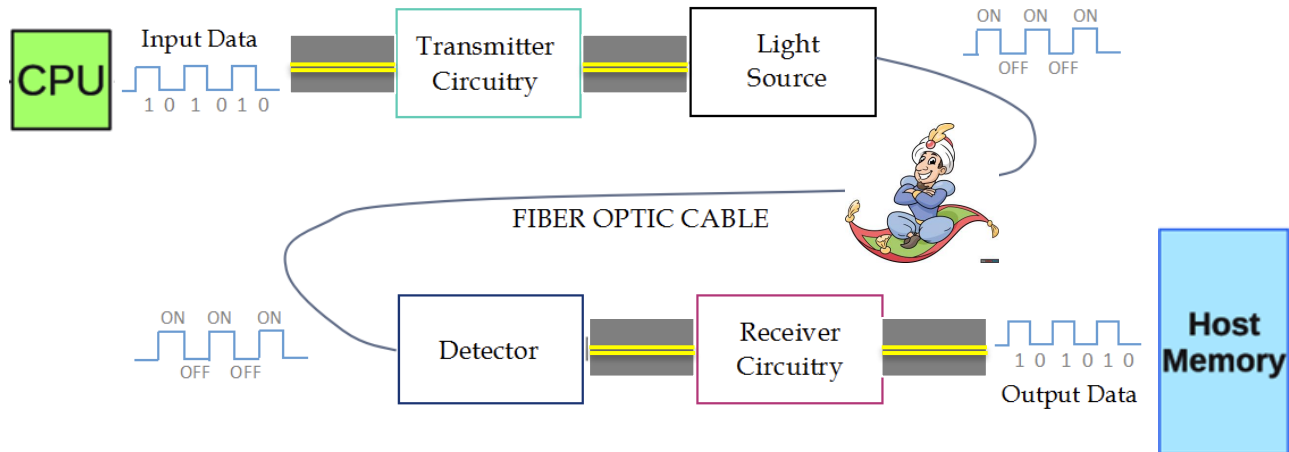 CPU
Input Data
1 0 1 0 1 0
Transmitter
Circuitry
Light
Source
ON ON ON
OFF OFF
FIBER OPTIC CABLE
ON ON ON
OFF OFF
Detector
Receiver
Circuitry
1 0 1 0 1 0
Output Data
Host
Memory